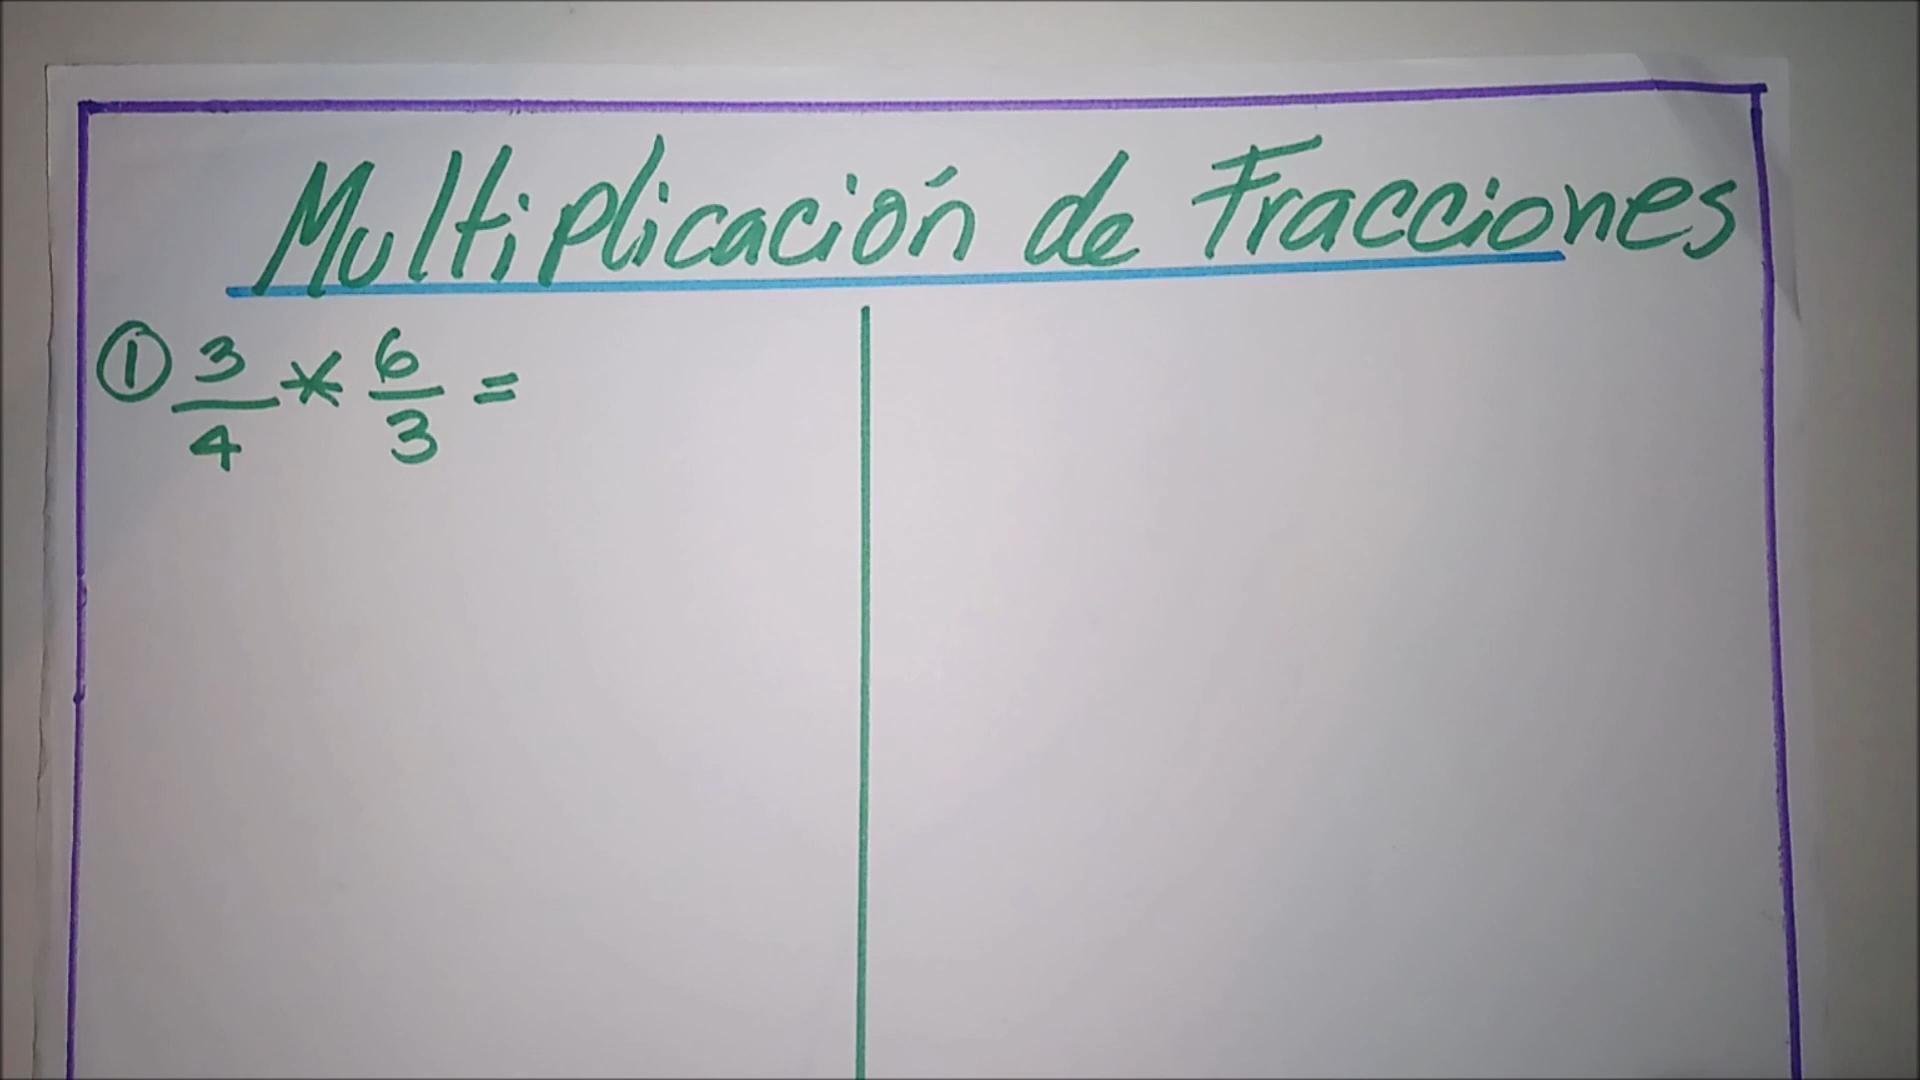 Multiplicación de Fracciones
① 3/4 * 6/3 =